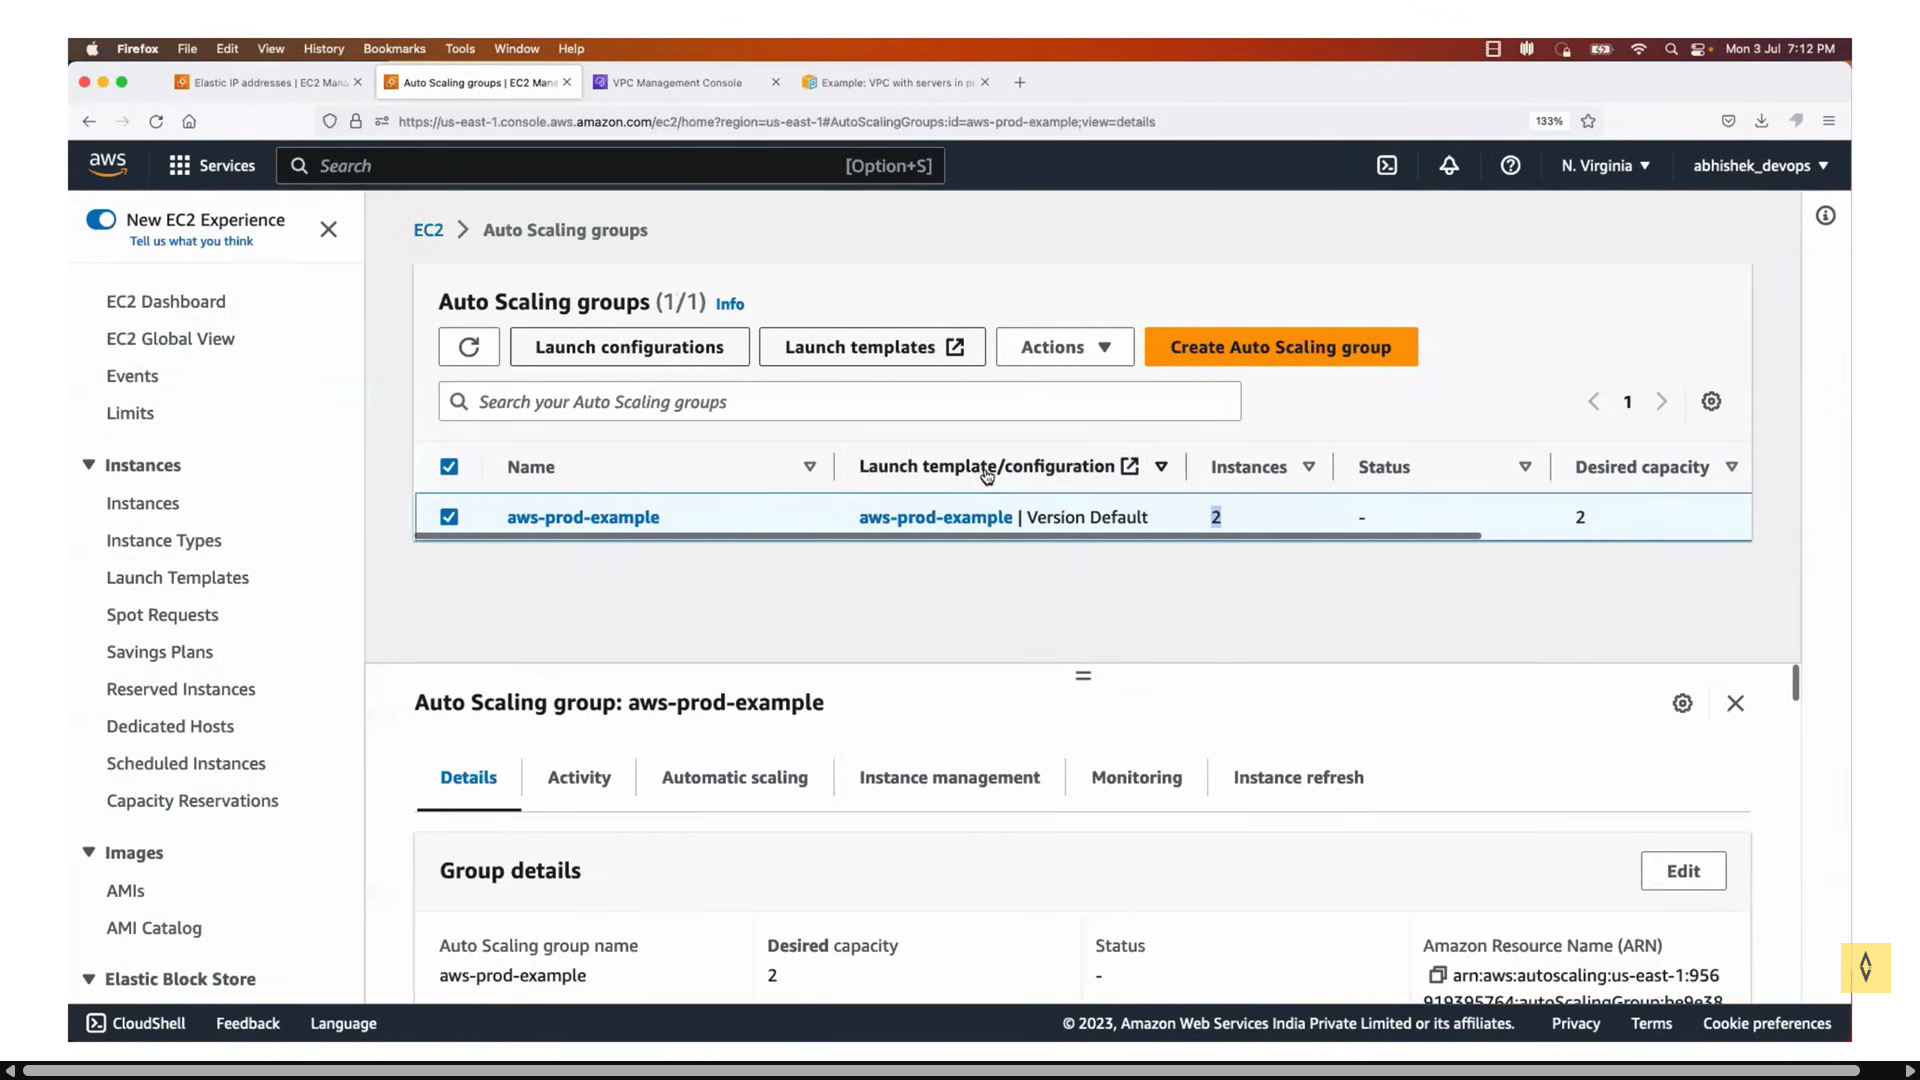 Firefox File Edit View History Bookmarks Tools Window Help Mon 3 Jul 7:12 PM
Elastic IP addresses | EC2 Mana Auto Scaling groups | EC2 Mana VPC Management Console Example: VPC with servers in pr
https://us-east-1.console.aws.amazon.com/ec2/home?region=us-east-1#AutoScalingGroups:id=aws-prod-example;view=details 133%
aws Services Search [Option+S] N. Virginia abhishek_devops
New EC2 Experience
Tell us what you think
EC2 Dashboard
EC2 Global View
Events
Limits
Instances
Instances
Instance Types
Launch Templates
Spot Requests
Savings Plans
Reserved Instances
Dedicated Hosts
Scheduled Instances
Capacity Reservations
Images
AMIs
AMI Catalog
Elastic Block Store
EC2 Auto Scaling groups
Auto Scaling groups (1/1) Info
Launch configurations Launch templates Actions Create Auto Scaling group
Search your Auto Scaling groups 1
Name Launch template/configuration Instances Status Desired capacity
aws-prod-example aws-prod-example | Version Default 2 - 2
Auto Scaling group: aws-prod-example
Details Activity Automatic scaling Instance management Monitoring Instance refresh
Group details Edit
Auto Scaling group name Desired capacity Status Amazon Resource Name (ARN)
aws-prod-example 2 - arn:aws:autoscaling:us-east-1:956
919395764:autoScalingGroup:be9e38
CloudShell Feedback Language © 2023, Amazon Web Services India Private Limited or its affiliates. Privacy Terms Cookie preferences